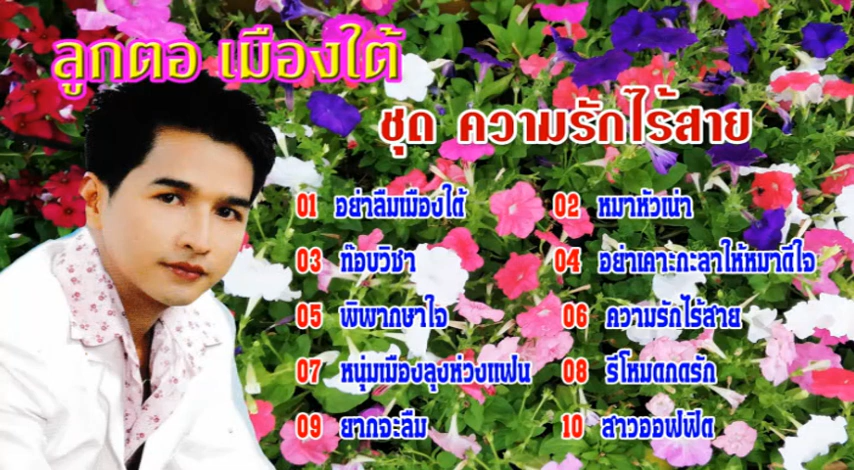 ลูกตอ เมืองใต้
ชุด ความรักไร้สาย
01 อย่าลืมเมืองใต้ 02 หมาหัวเน่า
03 ท๊อบวิชา 04 อย่าเคาะกะลาให้หมาดีใจ
05 พิพากษาใจ 06 ความรักไร้สาย
07 หนุ่มเมืองลุงห่วงแฟน 08 รีโหมดกดรัก
09 ยากจะลืม 10 สาวออฟฟิด